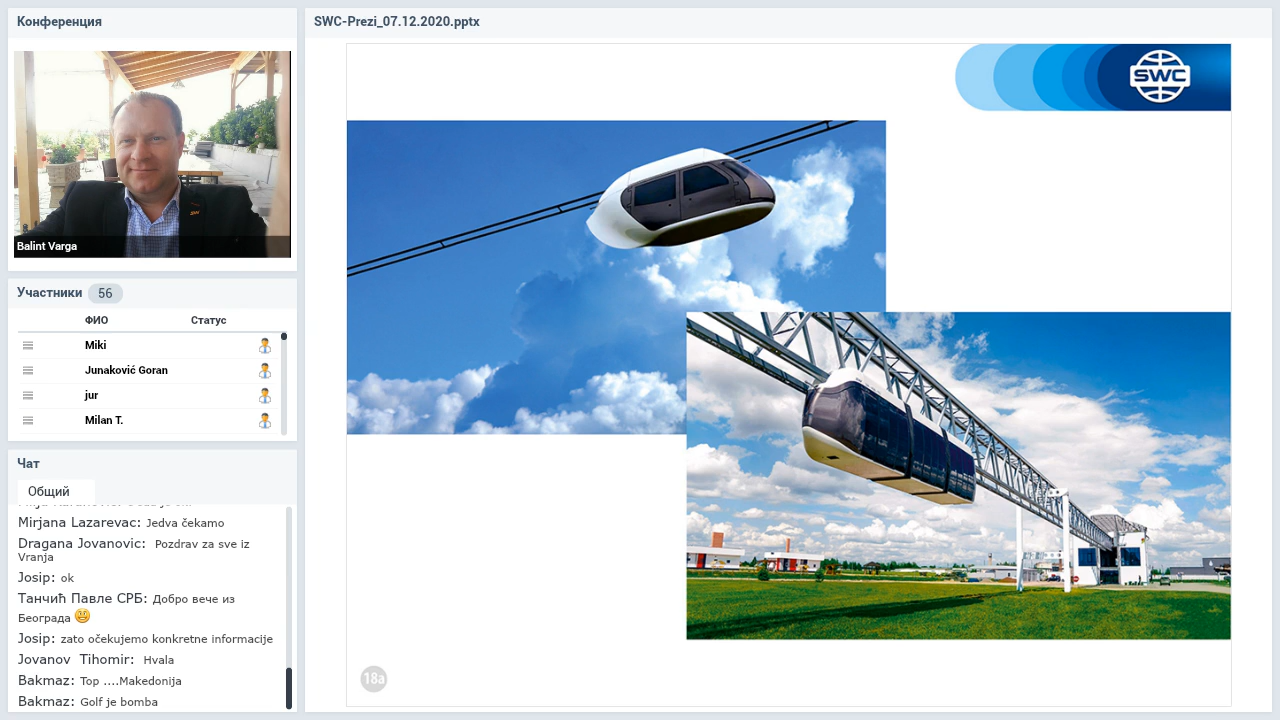 Конференция
Balint Varga
Участники 56
ФИО Статус
Miki
Junaković Goran
jur
Milan T.
Чат
Общий
Mirjana Lazarevac: Jedva čekamo
Dragana Jovanovic: Pozdrav za sve iz
Vranja
Josip: ok
Танчић Павле СРБ: Добро вече из
Београда
Josip: zato očekujemo konkretne informacije
Jovanov Tihomir: Hvala
Bakmaz: Top ....Makedonija
Bakmaz: Golf je bomba
SWC-Prezi_07.12.2020.pptx
SWC
18a